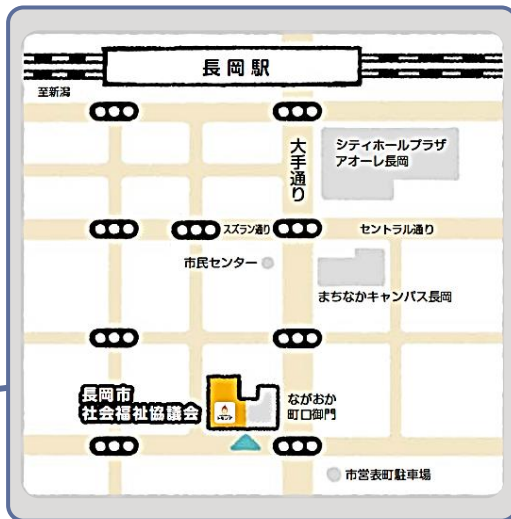 長岡駅
至新潟
大手通り
シティホールプラザ
アオーレ長岡
スズラン通り
セントラル通り
市民センター
まちなかキャンパス長岡
長岡市
社会福祉協議会
ながおか
町口御門
市営表町駐車場